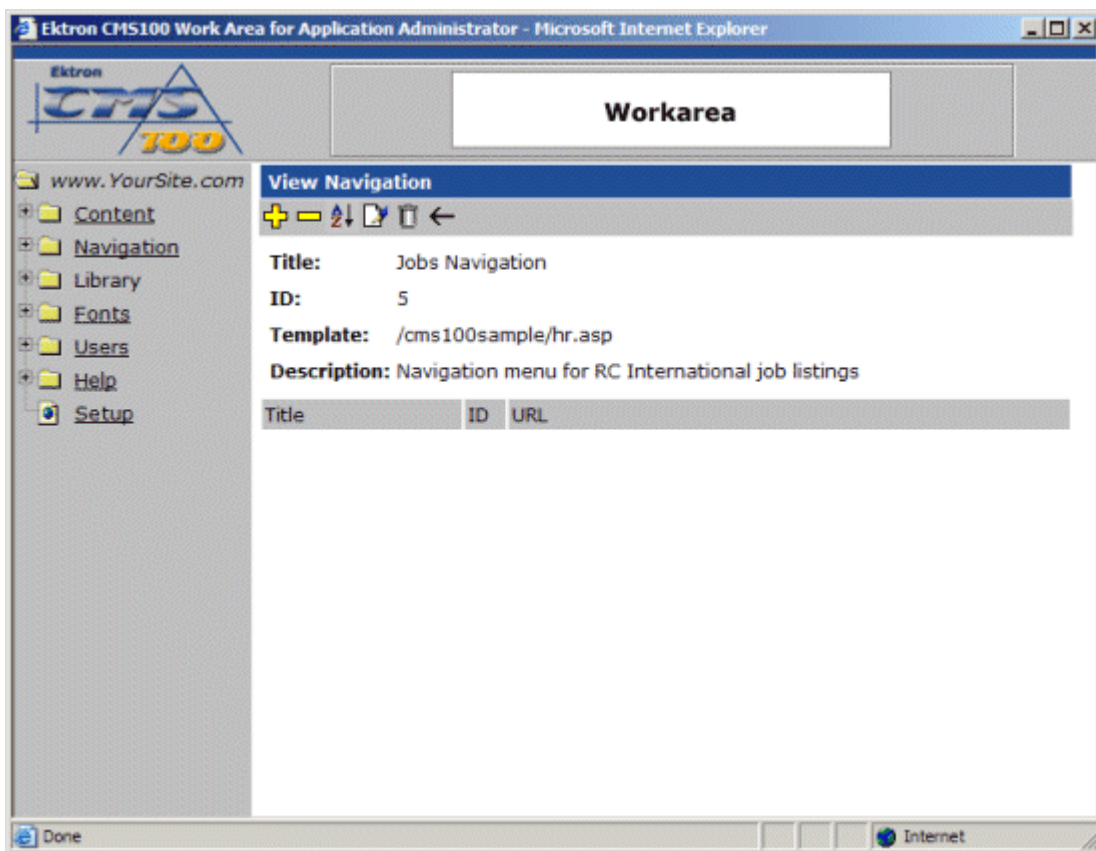 Ektron CMS100 Work Area for Application Administrator - Microsoft Internet Explorer
Ektron
CMS
100
Workarea
www.YourSite.com
Content
Navigation
Library
Fonts
Users
Help
Setup
View Navigation
Title: Jobs Navigation
ID: 5
Template: /cms100sample/hr.asp
Description: Navigation menu for RC International job listings
Title ID URL
Done
Internet